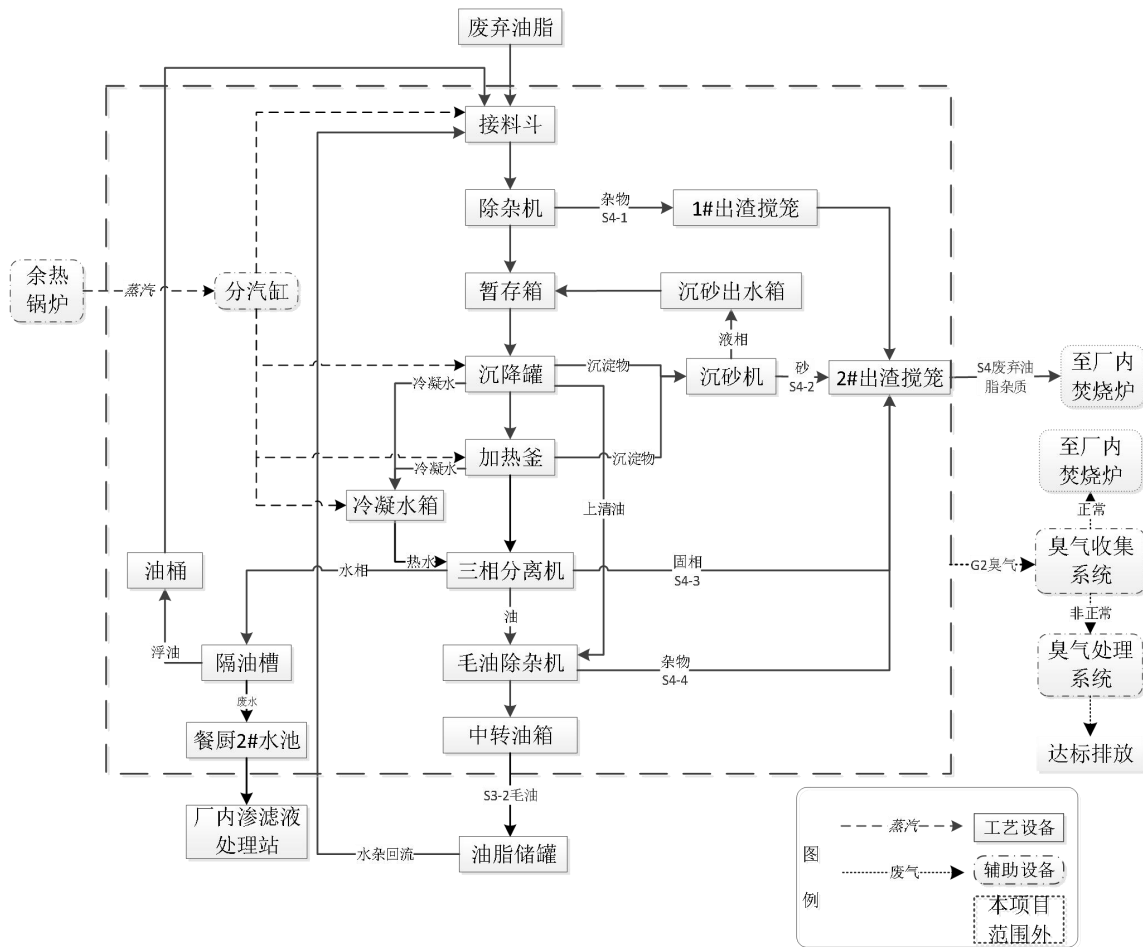 废弃油脂
接料斗
除杂机
杂物
S4-1
1#出渣搅笼
余热
锅炉
蒸汽
分汽缸
暂存箱
沉砂出水箱
液相
沉降罐
沉淀物
冷凝水
沉砂机
砂
S4-2
2#出渣搅笼
S4废弃油
脂杂质
至厂内
焚烧炉
加热釜
沉淀物
冷凝水
冷凝水箱
上清油
至厂内
焚烧炉
正常
热水
油桶
水相
三相分离机
固相
S4-3
G2臭气
臭气收集
系统
非正常
油
浮油
隔油槽
毛油除杂机
杂物
S4-4
臭气处理
系统
废水
餐厨2#水池
中转油箱
达标排放
S3-2毛油
厂内渗滤液
处理站
水杂回流
油脂储罐
图
例
蒸汽
工艺设备
废气
辅助设备
本项目
范围外